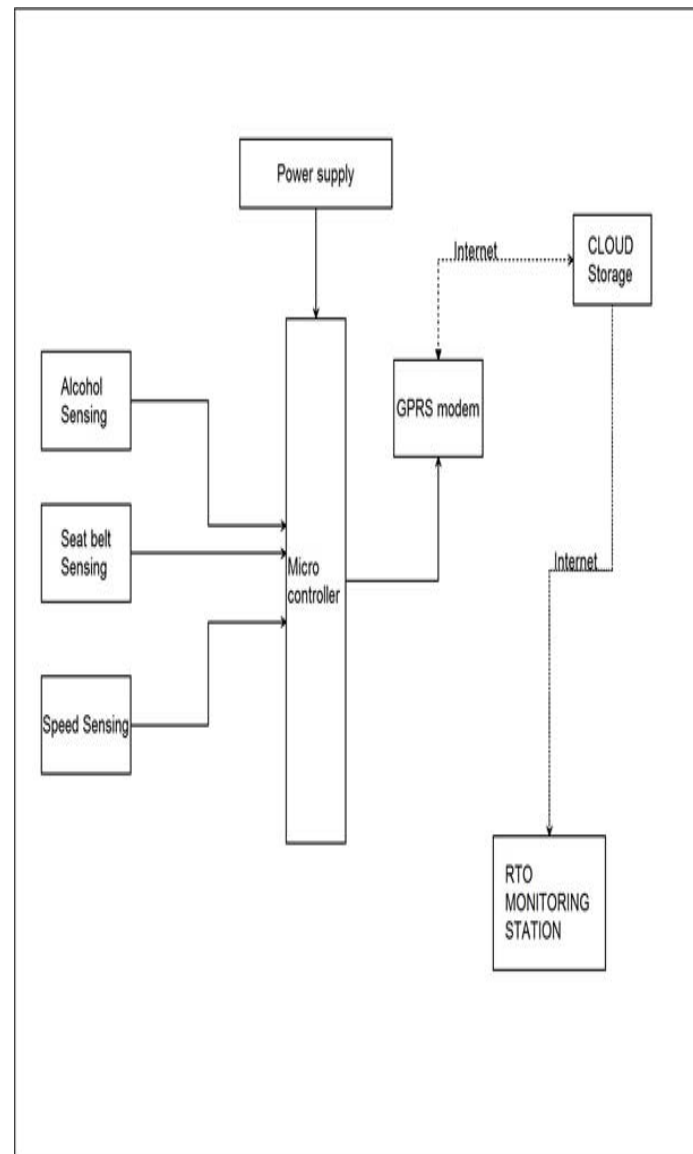 Power supply
Internet
CLOUD
Storage
Alcohol
Sensing
GPRS modem
Seat belt
Sensing
Micro
controller
Internet
Speed Sensing
RTO
MONITORING
STATION